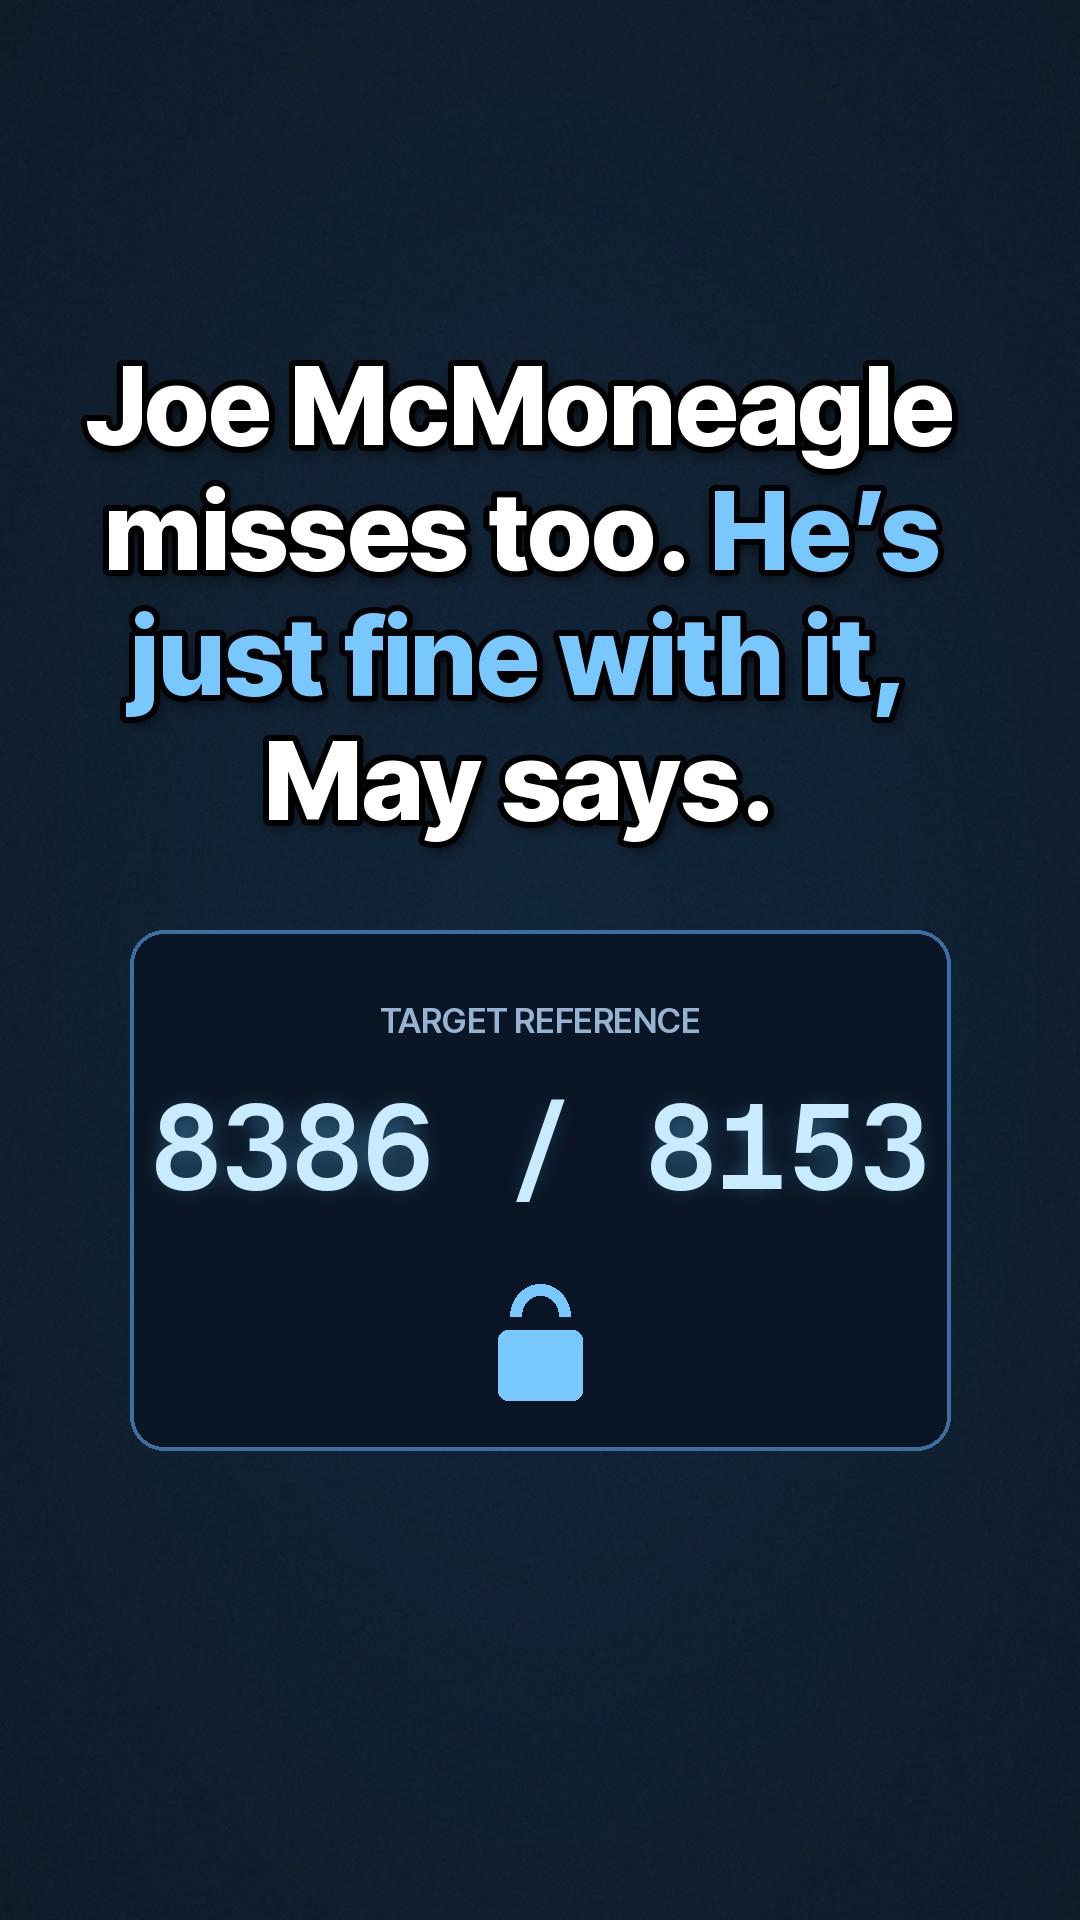 Joe McMoneagle
misses too. He’s
just fine with it,
May says.
TARGET REFERENCE
8386 / 8153